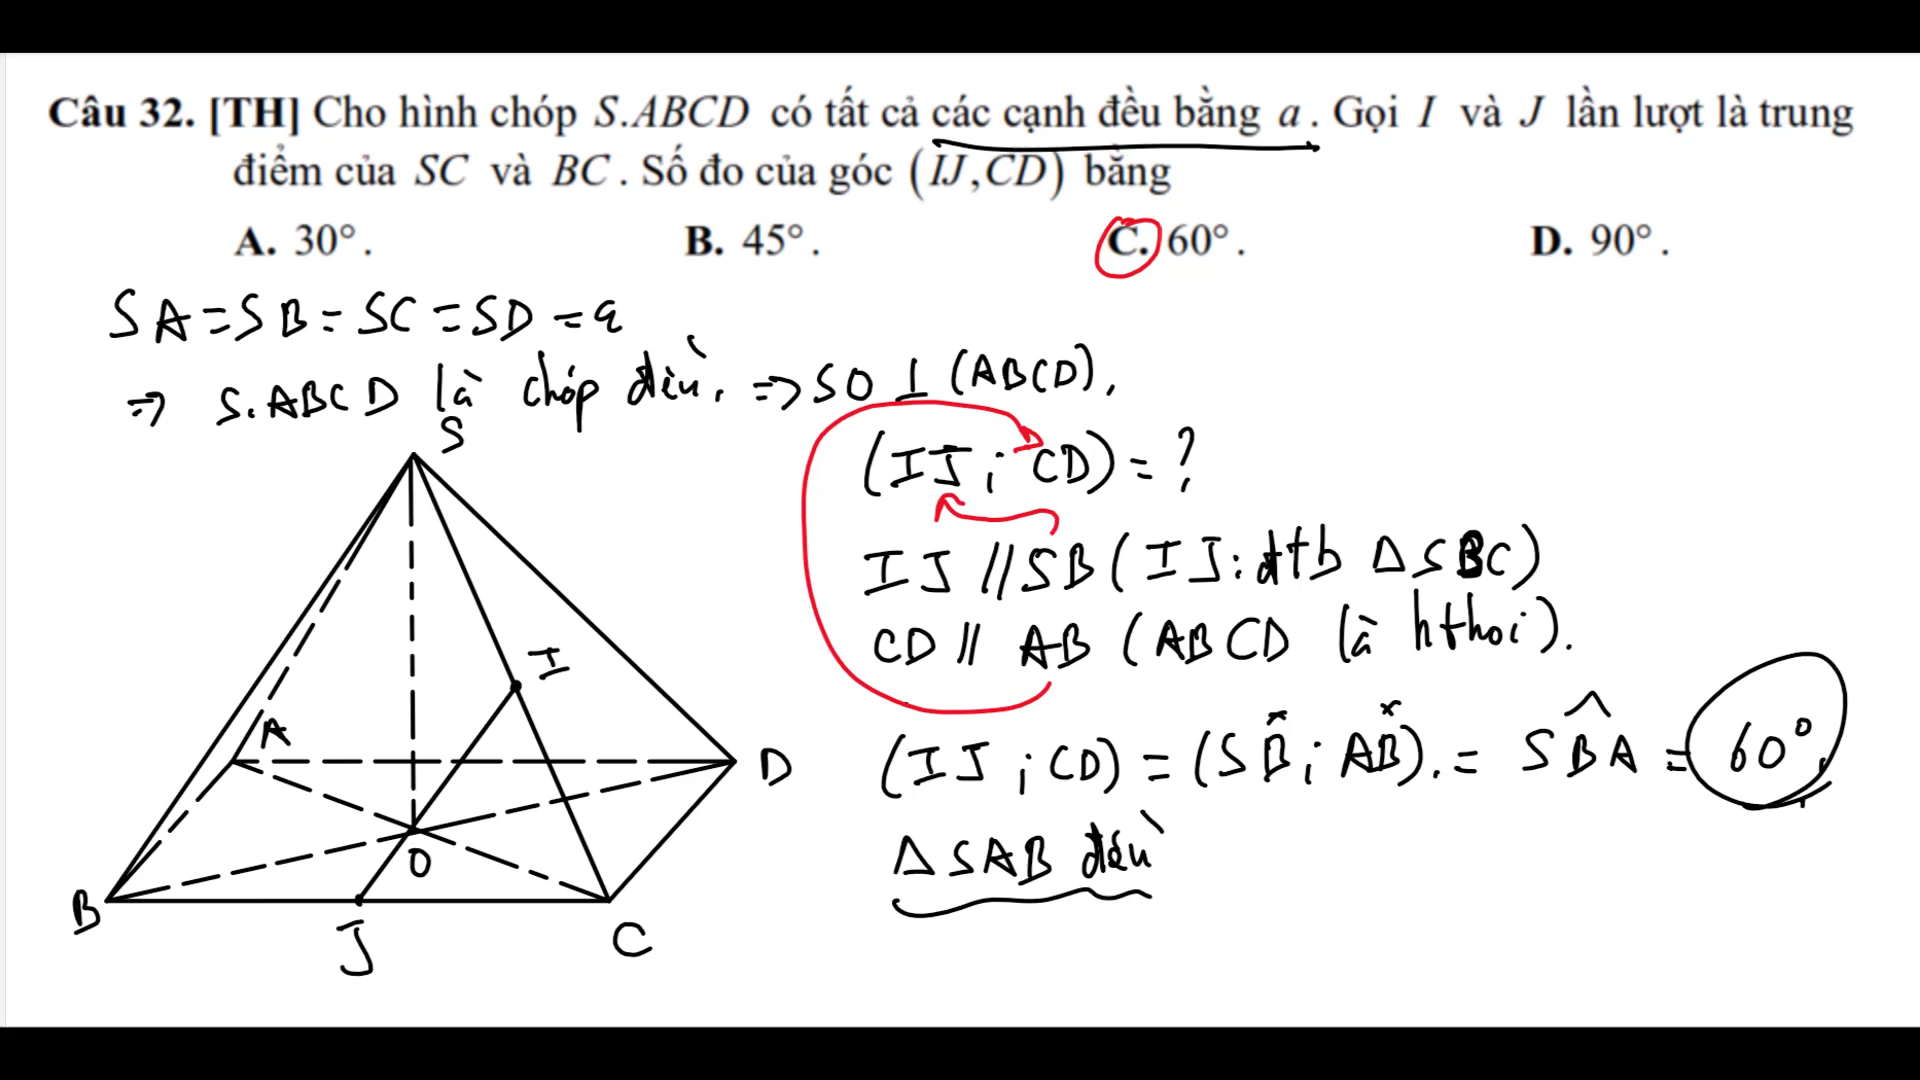 Câu 32. [TH] Cho hình chóp S.ABCD có tất cả các cạnh đều bằng a. Gọi I và J lần lượt là trung
điểm của SC và BC. Số đo của góc (IJ,CD) bằng
A. 30°. B. 45°. C. 60°. D. 90°.
SA = SB = SC = SD = a
⇒ S.ABCD là chóp đều. ⇒ SO ⊥ (ABCD).
S
(IJ; CD) = ?
IJ // SB (IJ: đtb Δ SBC)
I
CD // AB (ABCD là hthoi).
A
D
(IJ; CD) = (SB; AB). = SBA = 60°
O
Δ SAB đều
B
J
C